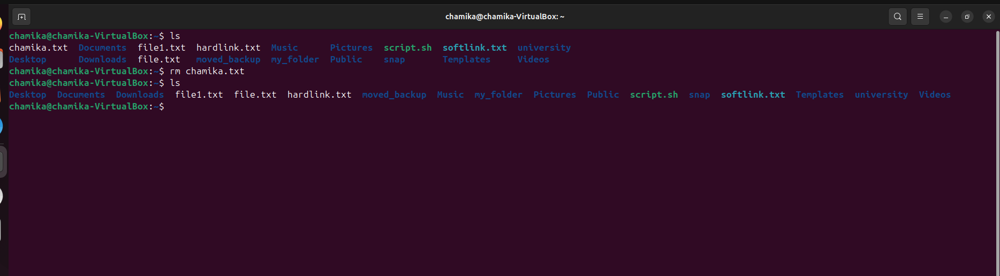 chamika@chamika-VirtualBox: ~
chamika@chamika-VirtualBox:~$ ls
chamika.txt  Documents  file1.txt  hardlink.txt  Music      Pictures  script.sh  softlink.txt  university
Desktop      Downloads  file.txt   moved_backup  my_folder  Public    snap       Templates     Videos
chamika@chamika-VirtualBox:~$ rm chamika.txt
chamika@chamika-VirtualBox:~$ ls
Desktop  Documents  Downloads  file1.txt  file.txt  hardlink.txt  moved_backup  Music  my_folder  Pictures  Public  script.sh  snap  softlink.txt  Templates  university  Videos
chamika@chamika-VirtualBox:~$